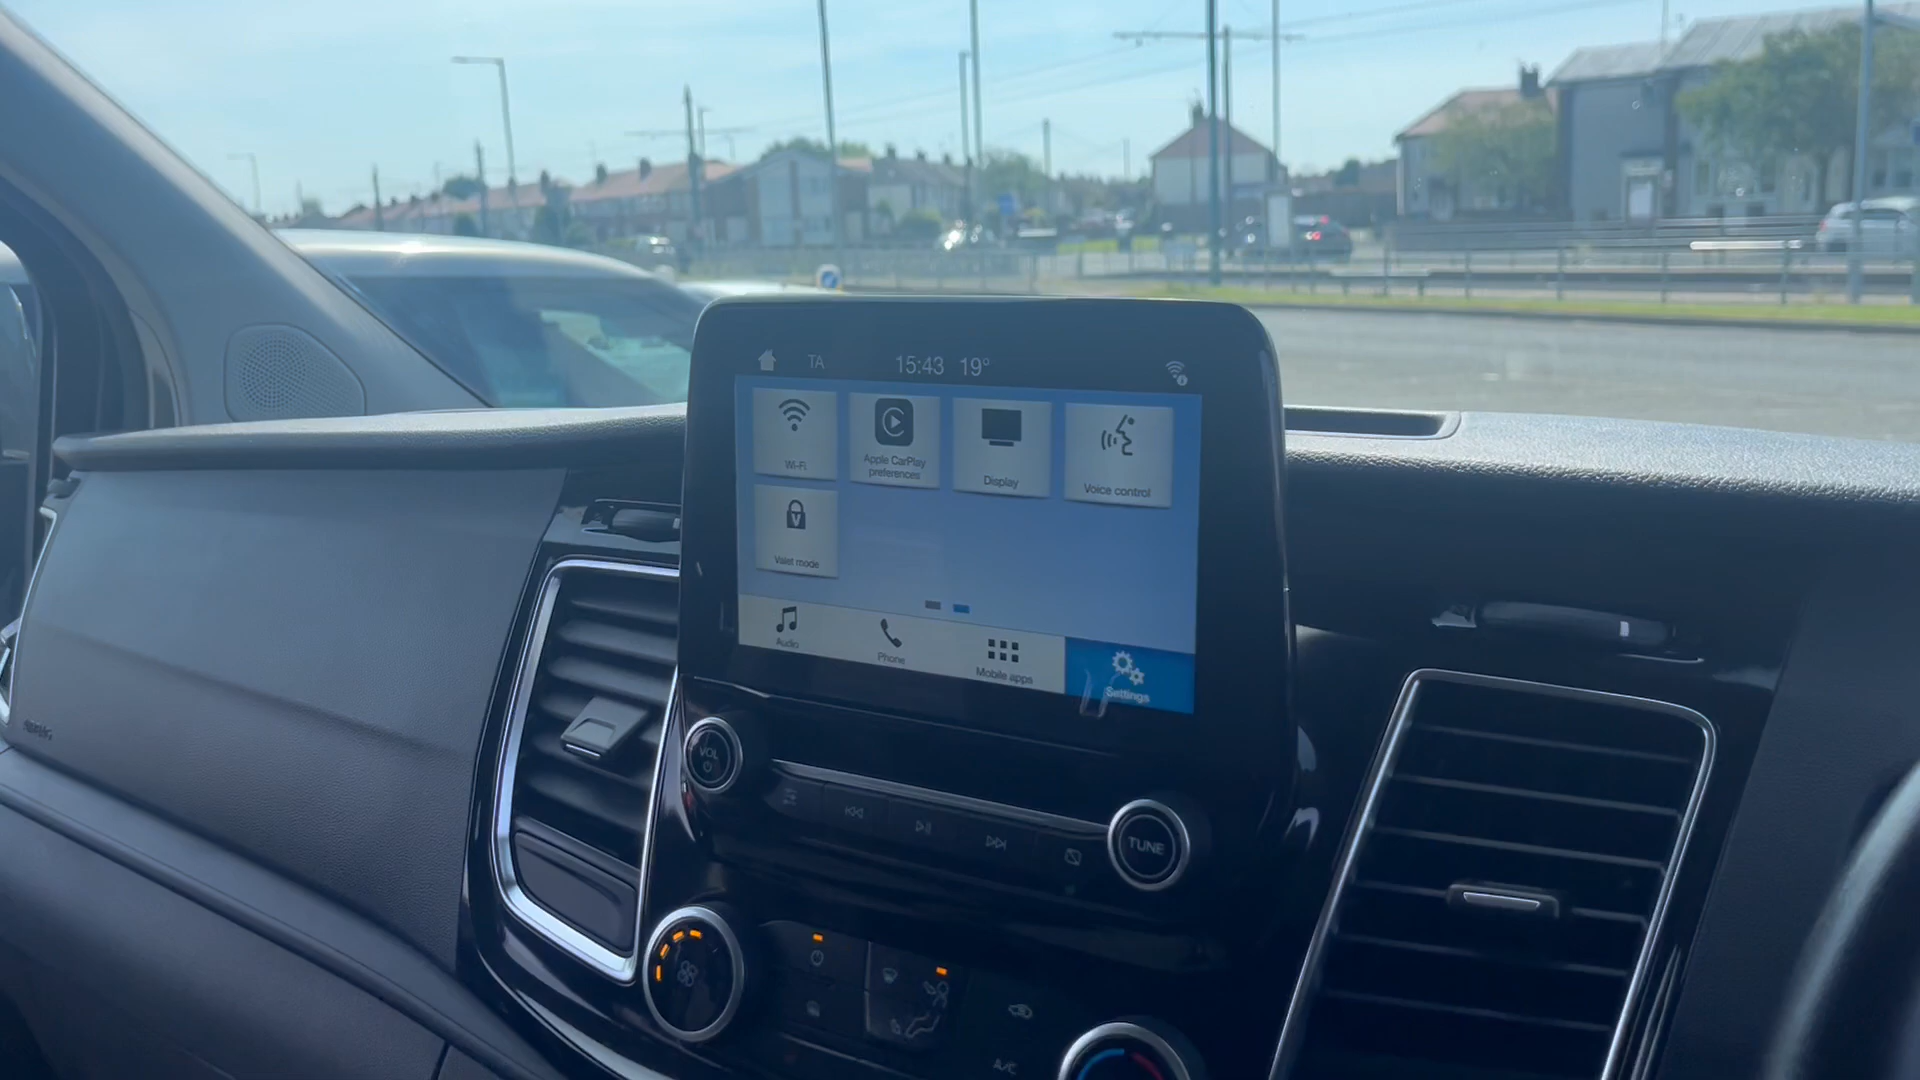 TA 15:43 19°
Wi-Fi
Apple CarPlay
preferences
Display
Voice control
Valet mode
Audio
Phone
Mobile apps
Settings
VOL
TUNE
A/C